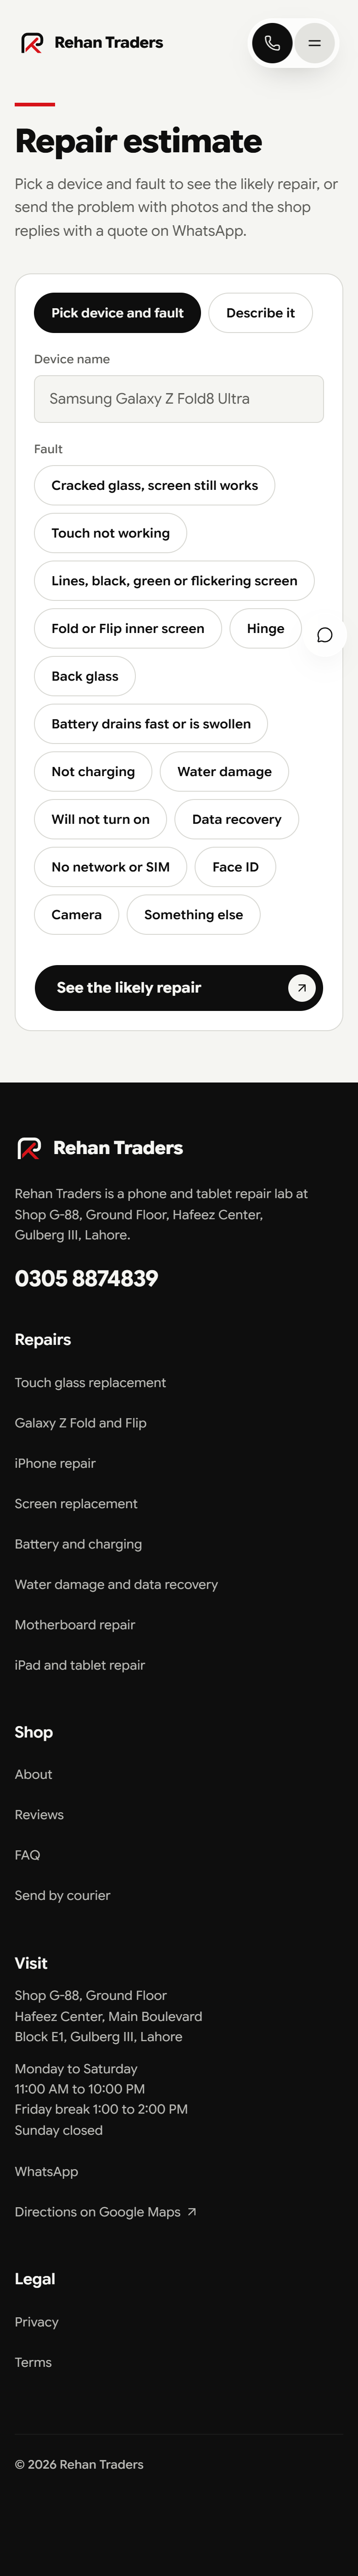 Rehan Traders
Repair estimate
Pick a device and fault to see the likely repair, or
send the problem with photos and the shop
replies with a quote on WhatsApp.
Pick device and fault
Describe it
Device name
Samsung Galaxy Z Fold8 Ultra
Fault
Cracked glass, screen still works
Touch not working
Lines, black, green or flickering screen
Fold or Flip inner screen
Hinge
Back glass
Battery drains fast or is swollen
Not charging
Water damage
Will not turn on
Data recovery
No network or SIM
Face ID
Camera
Something else
See the likely repair
Rehan Traders
Rehan Traders is a phone and tablet repair lab at
Shop G-88, Ground Floor, Hafeez Center,
Gulberg III, Lahore.
0305 8874839
Repairs
Touch glass replacement
Galaxy Z Fold and Flip
iPhone repair
Screen replacement
Battery and charging
Water damage and data recovery
Motherboard repair
iPad and tablet repair
Shop
About
Reviews
FAQ
Send by courier
Visit
Shop G-88, Ground Floor
Hafeez Center, Main Boulevard
Block E1, Gulberg III, Lahore
Monday to Saturday
11:00 AM to 10:00 PM
Friday break 1:00 to 2:00 PM
Sunday closed
WhatsApp
Directions on Google Maps
Legal
Privacy
Terms
© 2026 Rehan Traders